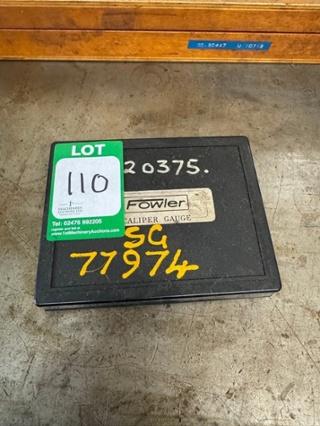 LOT
110
Tel: 02476 992205
www.1stMachineryAuctions.com
20375.
Fowler
CALIPER GAUGE
SG
77974